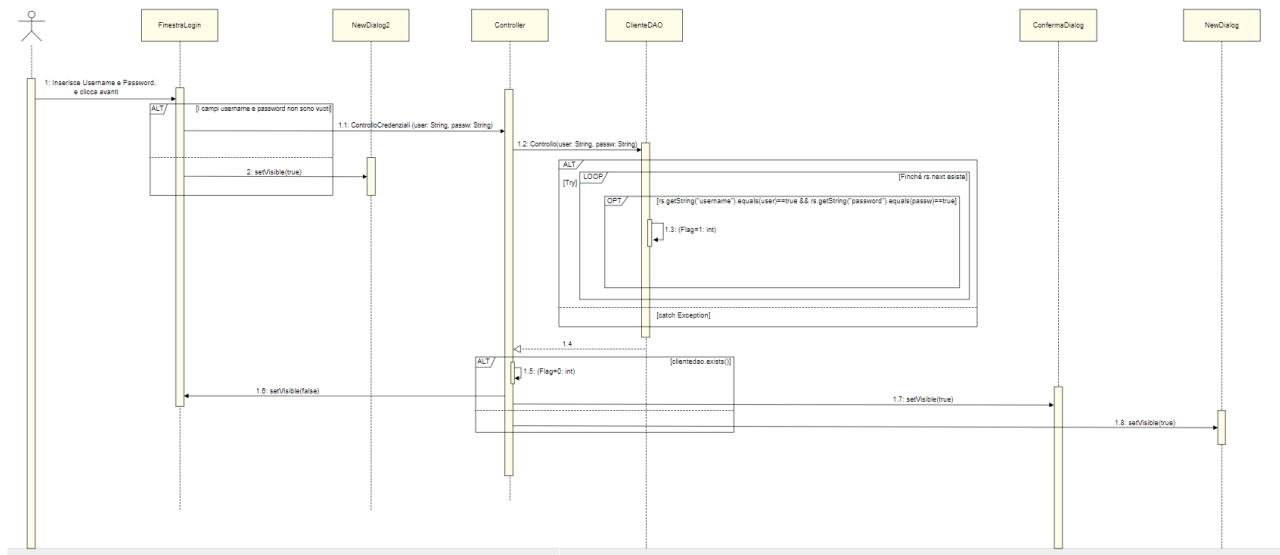 FinestraLogin
NewDialog2
Controller
ClienteDAO
ConfermaDialog
NewDialog
1: Inserisce Username e Password,
e clicca avanti
ALT
[I campi username e password non sono vuoti]
1.1: ControlloCredenziali (user: String, passw: String)
1.2: Controllo(user: String, passw: String)
2: setVisible(true)
ALT
[Try]
LOOP
[Finché rs.next esiste]
OPT
[rs.getString("username").equals(user)==true && rs.getString("password").equals(passw)==true]
1.3: (Flag=1: int)
[catch Exception]
1.4
ALT
[clientedao.exists()]
1.5: (Flag=0: int)
1.6: setVisible(false)
1.7: setVisible(true)
1.8: setVisible(true)